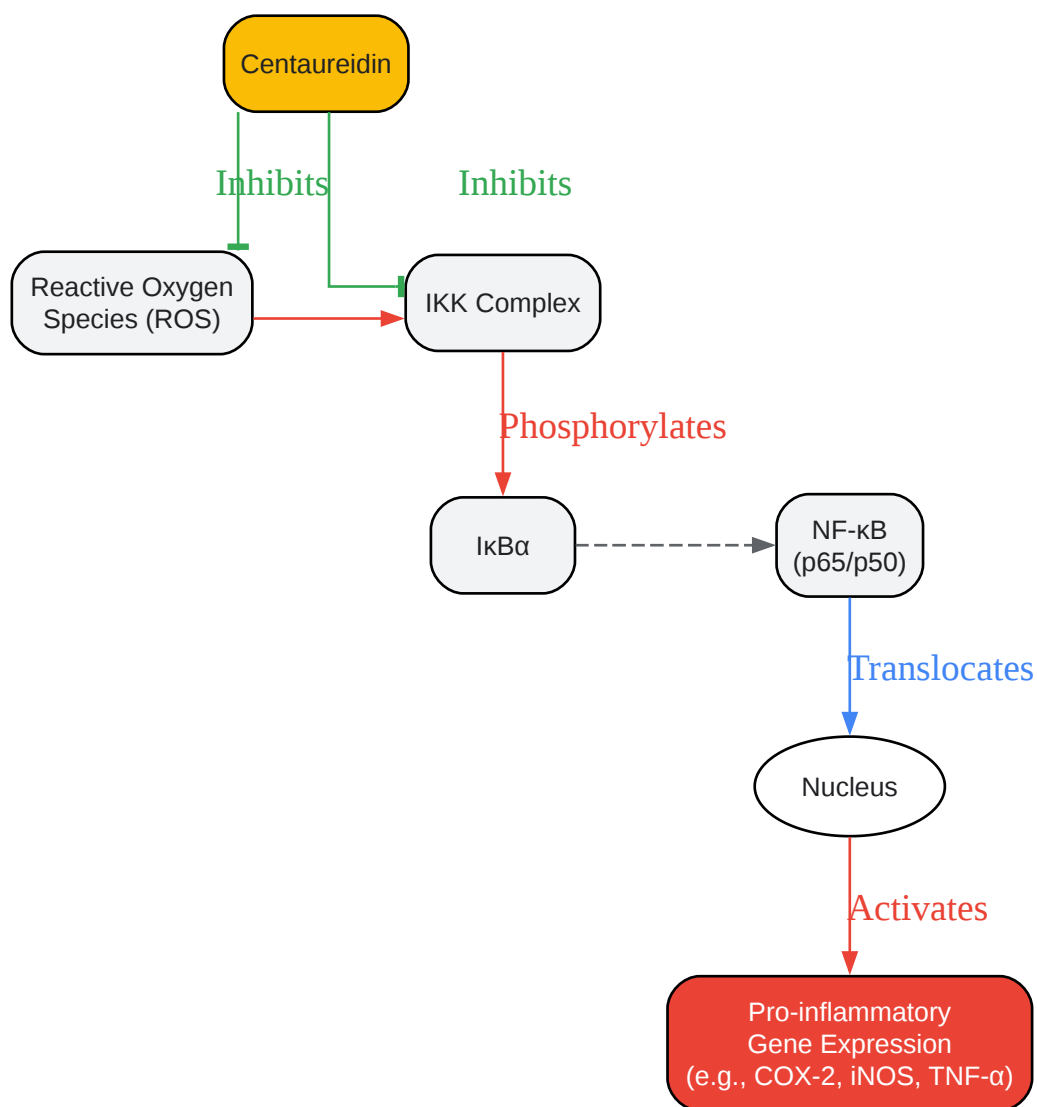 Centaureidin
Inhibits
Inhibits
Reactive Oxygen
Species (ROS)
IKK Complex
Phosphorylates
IκBα
NF-κB
(p65/p50)
Translocates
Nucleus
Activates
Pro-inflammatory
Gene Expression
(e.g., COX-2, iNOS, TNF-α)